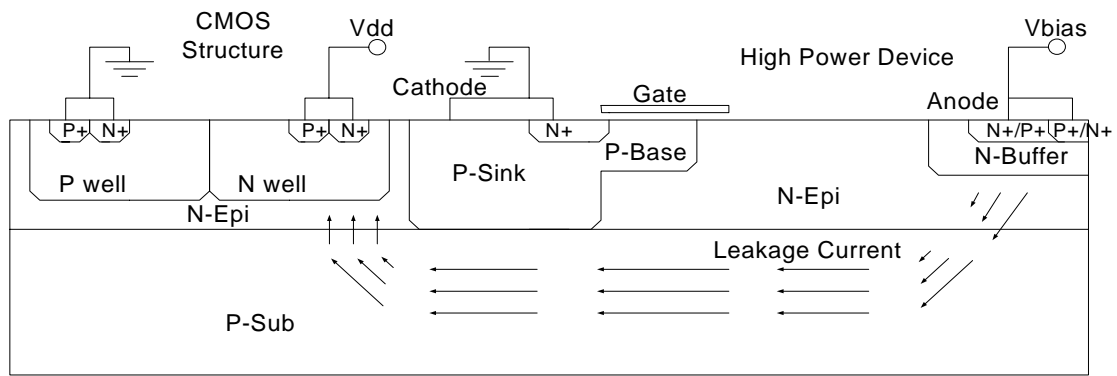 CMOS
Structure
Vdd
Vbias
High Power Device
Cathode
Gate
Anode
P+ N+
P+ N+
N+
N+/P+ P+/N+
P-Base
N-Buffer
P well
N well
P-Sink
N-Epi
N-Epi
Leakage Current
P-Sub